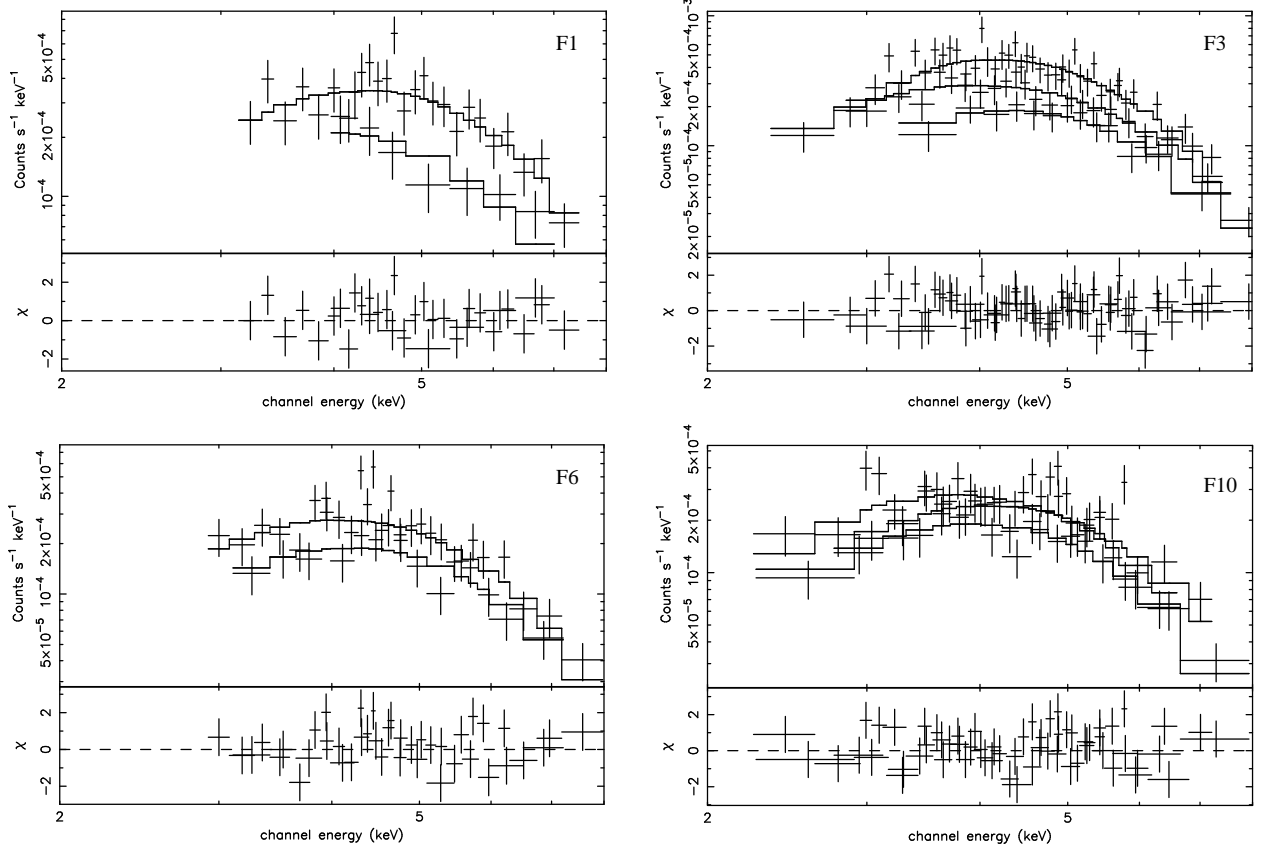 F1
Counts s⁻¹ keV⁻¹
5×10⁻⁴
2×10⁻⁴
10⁻⁴
χ
2
0
−2
2
5
channel energy (keV)
F3
Counts s⁻¹ keV⁻¹
10⁻³
5×10⁻⁴
2×10⁻⁴
10⁻⁴
5×10⁻⁵
2×10⁻⁵
χ
2
0
−2
2
5
channel energy (keV)
F6
Counts s⁻¹ keV⁻¹
5×10⁻⁴
2×10⁻⁴
10⁻⁴
5×10⁻⁵
χ
2
0
−2
2
5
channel energy (keV)
F10
Counts s⁻¹ keV⁻¹
5×10⁻⁴
2×10⁻⁴
10⁻⁴
5×10⁻⁵
χ
2
0
−2
2
5
channel energy (keV)